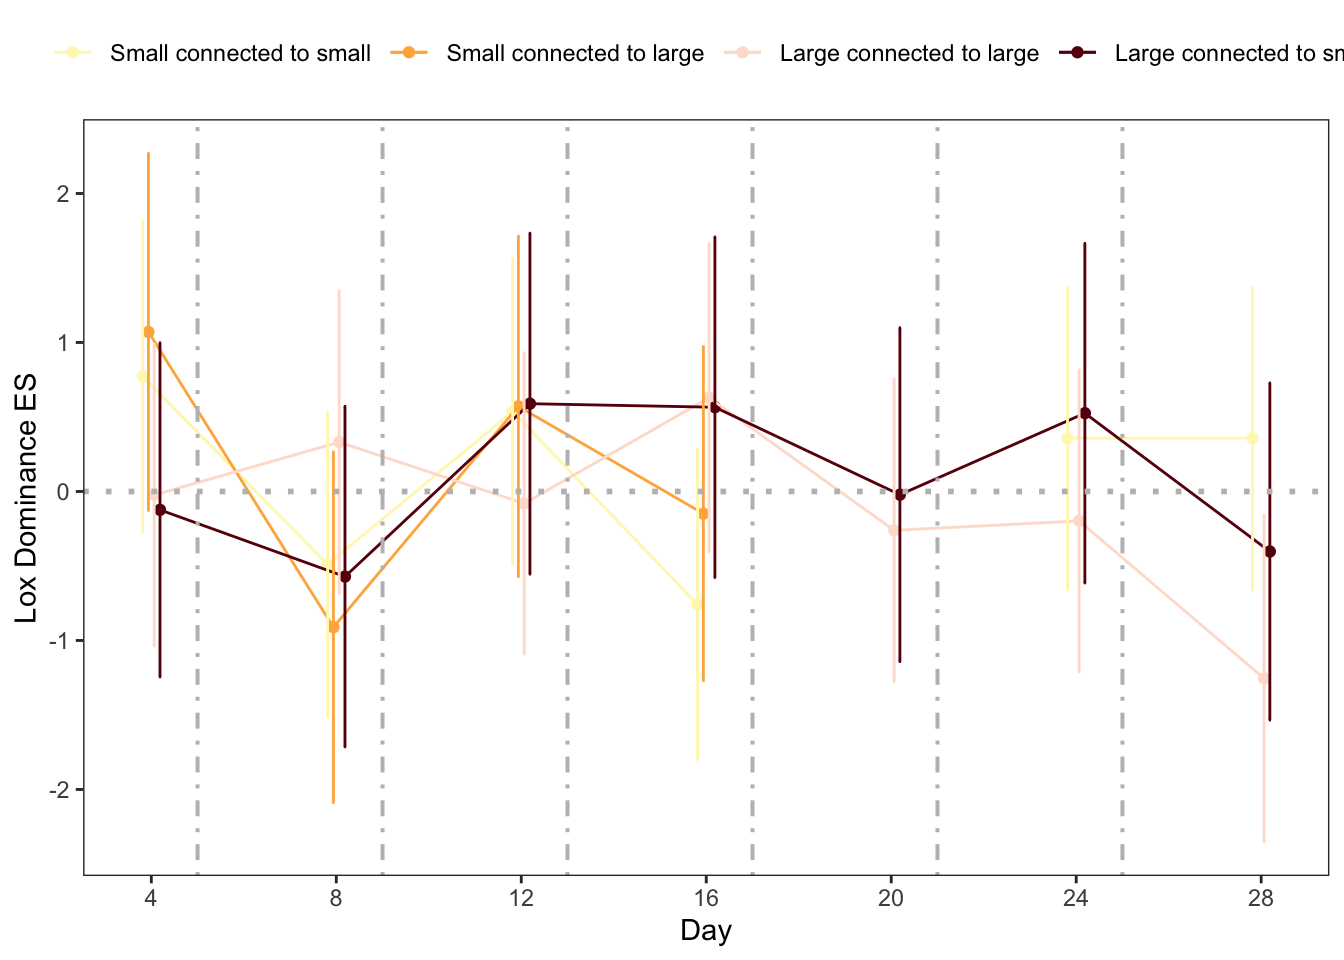 Small connected to small Small connected to large Large connected to large Large connected to sm
Lox Dominance ES
2
1
0
-1
-2
4 8 12 16 20 24 28
Day